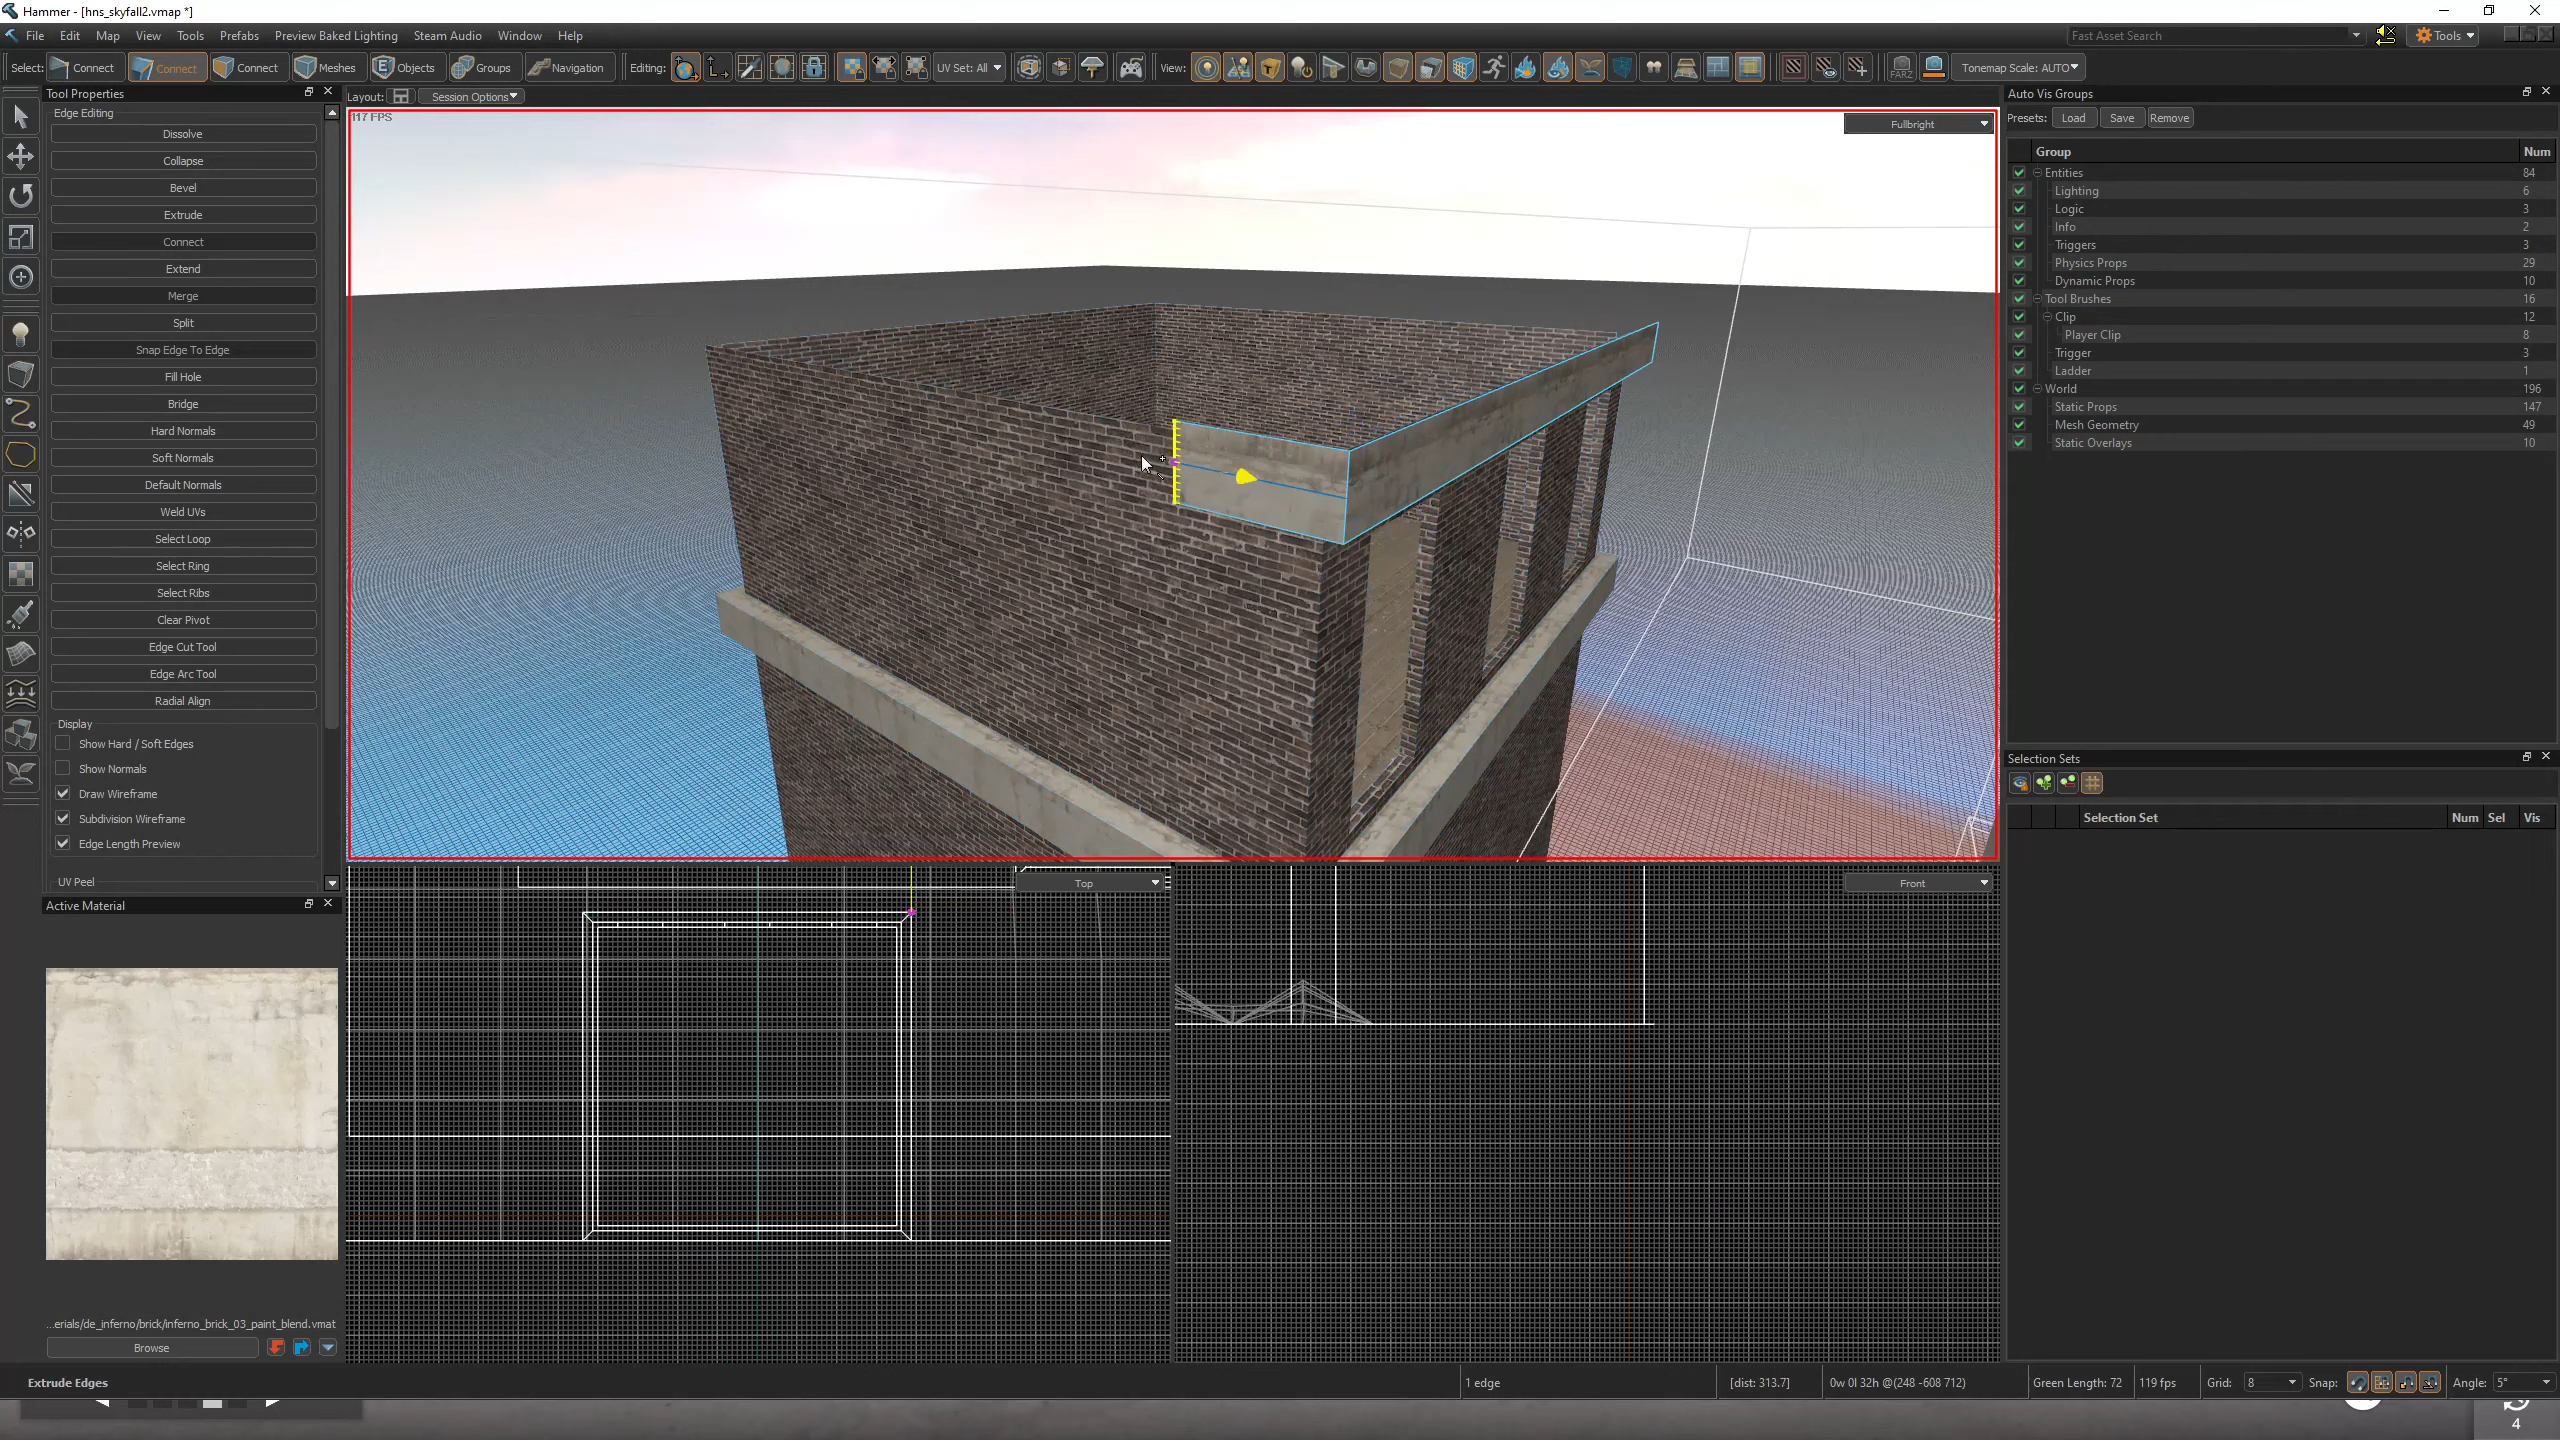 Hammer - [hns_skyfall2.vmap *]
File Edit Map View Tools Prefabs Preview Baked Lighting Steam Audio Window Help
Fast Asset Search
Tools
Select: Connect Connect Connect Meshes Objects Groups Navigation Editing: UV Set: All View: FARZ Tonemap Scale: AUTO
Tool Properties
Layout: Session Options
Edge Editing
Dissolve
Collapse
Bevel
Extrude
Connect
Extend
Merge
Split
Snap Edge To Edge
Fill Hole
Bridge
Hard Normals
Soft Normals
Default Normals
Weld UVs
Select Loop
Select Ring
Select Ribs
Clear Pivot
Edge Cut Tool
Edge Arc Tool
Radial Align
Display
Show Hard / Soft Edges
Show Normals
Draw Wireframe
Subdivision Wireframe
Edge Length Preview
UV Peel
Active Material
...erials/de_inferno/brick/inferno_brick_03_paint_blend.vmat
Browse
117 FPS
Fullbright
Top
Front
Auto Vis Groups
Presets: Load Save Remove
Group Num
Entities 84
Lighting 6
Logic 3
Info 2
Triggers 3
Physics Props 29
Dynamic Props 10
Tool Brushes 16
Clip 12
Player Clip 8
Trigger 3
Ladder 1
World 196
Static Props 147
Mesh Geometry 49
Static Overlays 10
Selection Sets
Selection Set Num Sel Vis
Extrude Edges
1 edge
[dist: 313.7]
0w 0l 32h @(248 -608 712)
Green Length: 72
119 fps
Grid: 8
Snap:
Angle: 5°
4